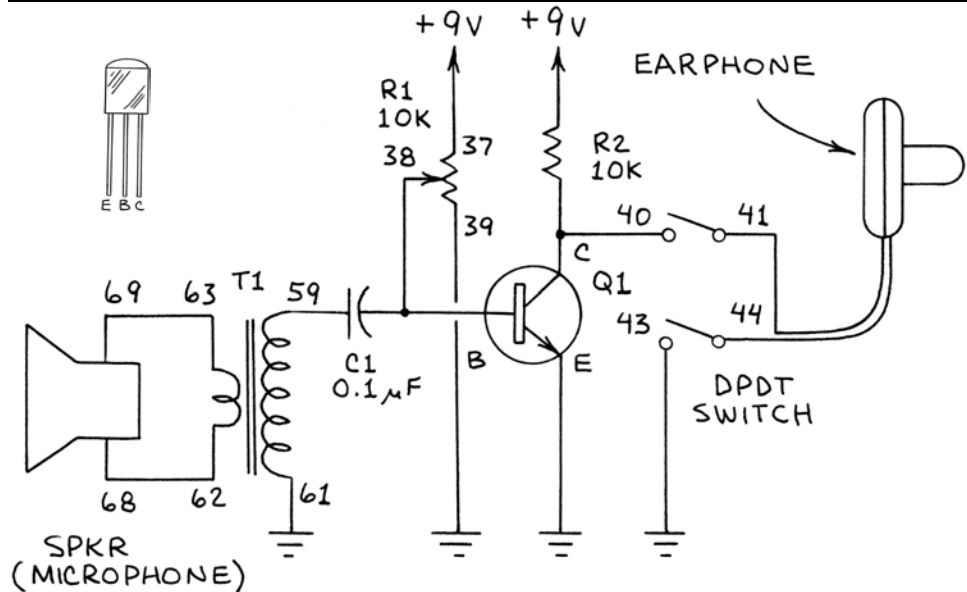 +9V
+9V
EARPHONE
R1
10K
38
37
R2
10K
39
40
41
E B C
C
Q1
T1
69
63
59
43
44
B
E
C1
0.1µF
DPDT
SWITCH
68
62
61
SPKR
(MICROPHONE)